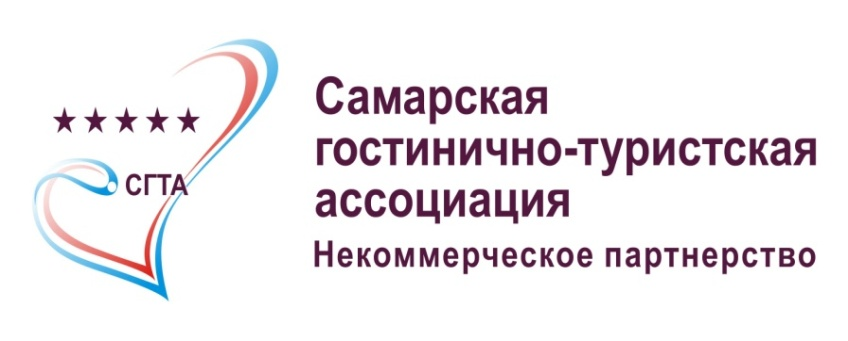 СГТА
Самарская
гостинично-туристская
ассоциация
Некоммерческое партнерство